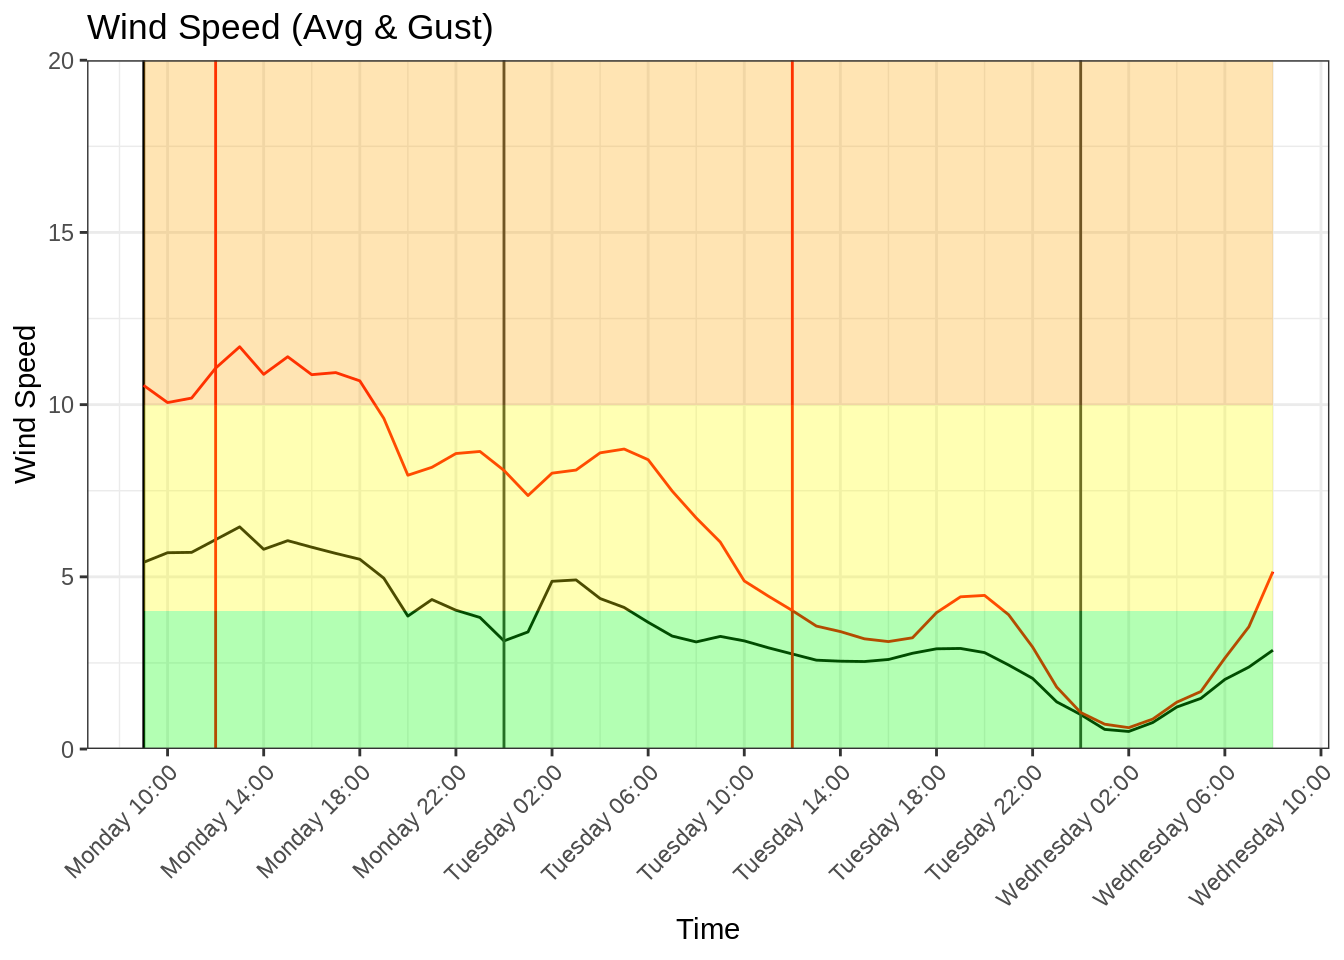 Wind Speed (Avg & Gust)
20
15
10
5
0
Wind Speed
Monday 10:00
Monday 14:00
Monday 18:00
Monday 22:00
Tuesday 02:00
Tuesday 06:00
Tuesday 10:00
Tuesday 14:00
Tuesday 18:00
Tuesday 22:00
Wednesday 02:00
Wednesday 06:00
Wednesday 10:00
Time